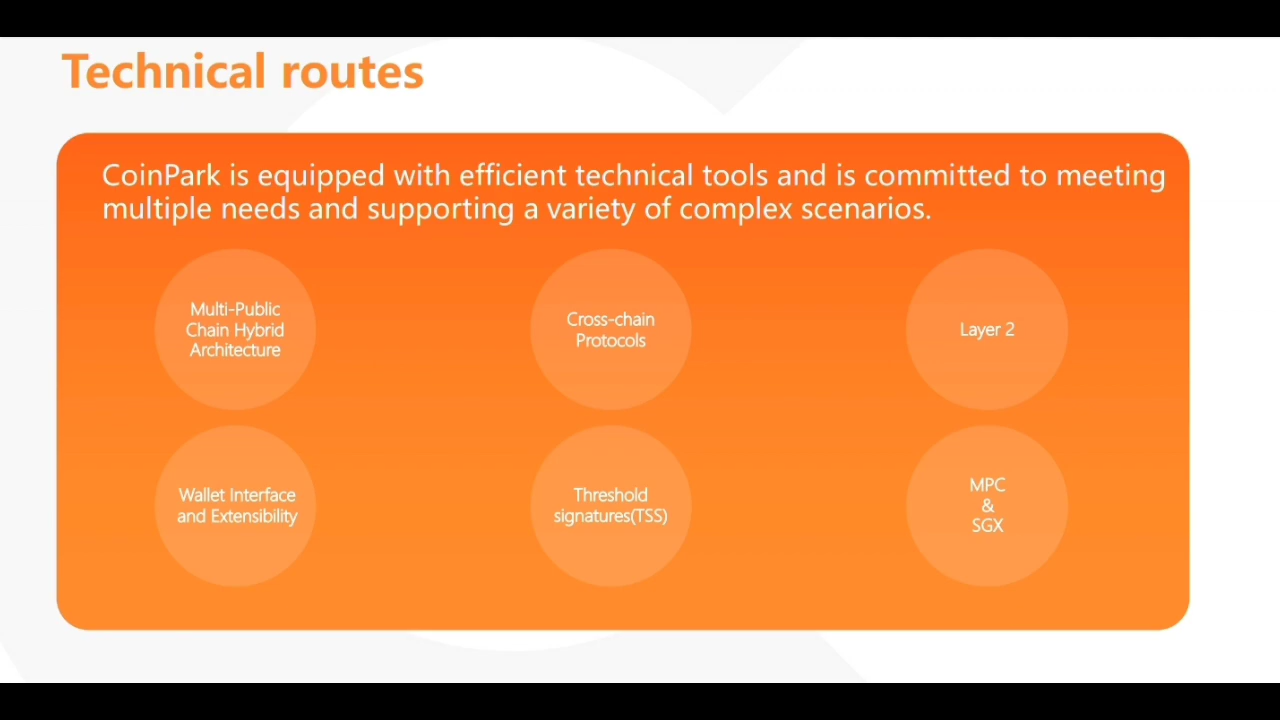 Technical routes
CoinPark is equipped with efficient technical tools and is committed to meeting
multiple needs and supporting a variety of complex scenarios.
Multi-Public
Chain Hybrid
Architecture
Cross-chain
Protocols
Layer 2
Wallet Interface
and Extensibility
Threshold
signatures(TSS)
MPC
&
SGX